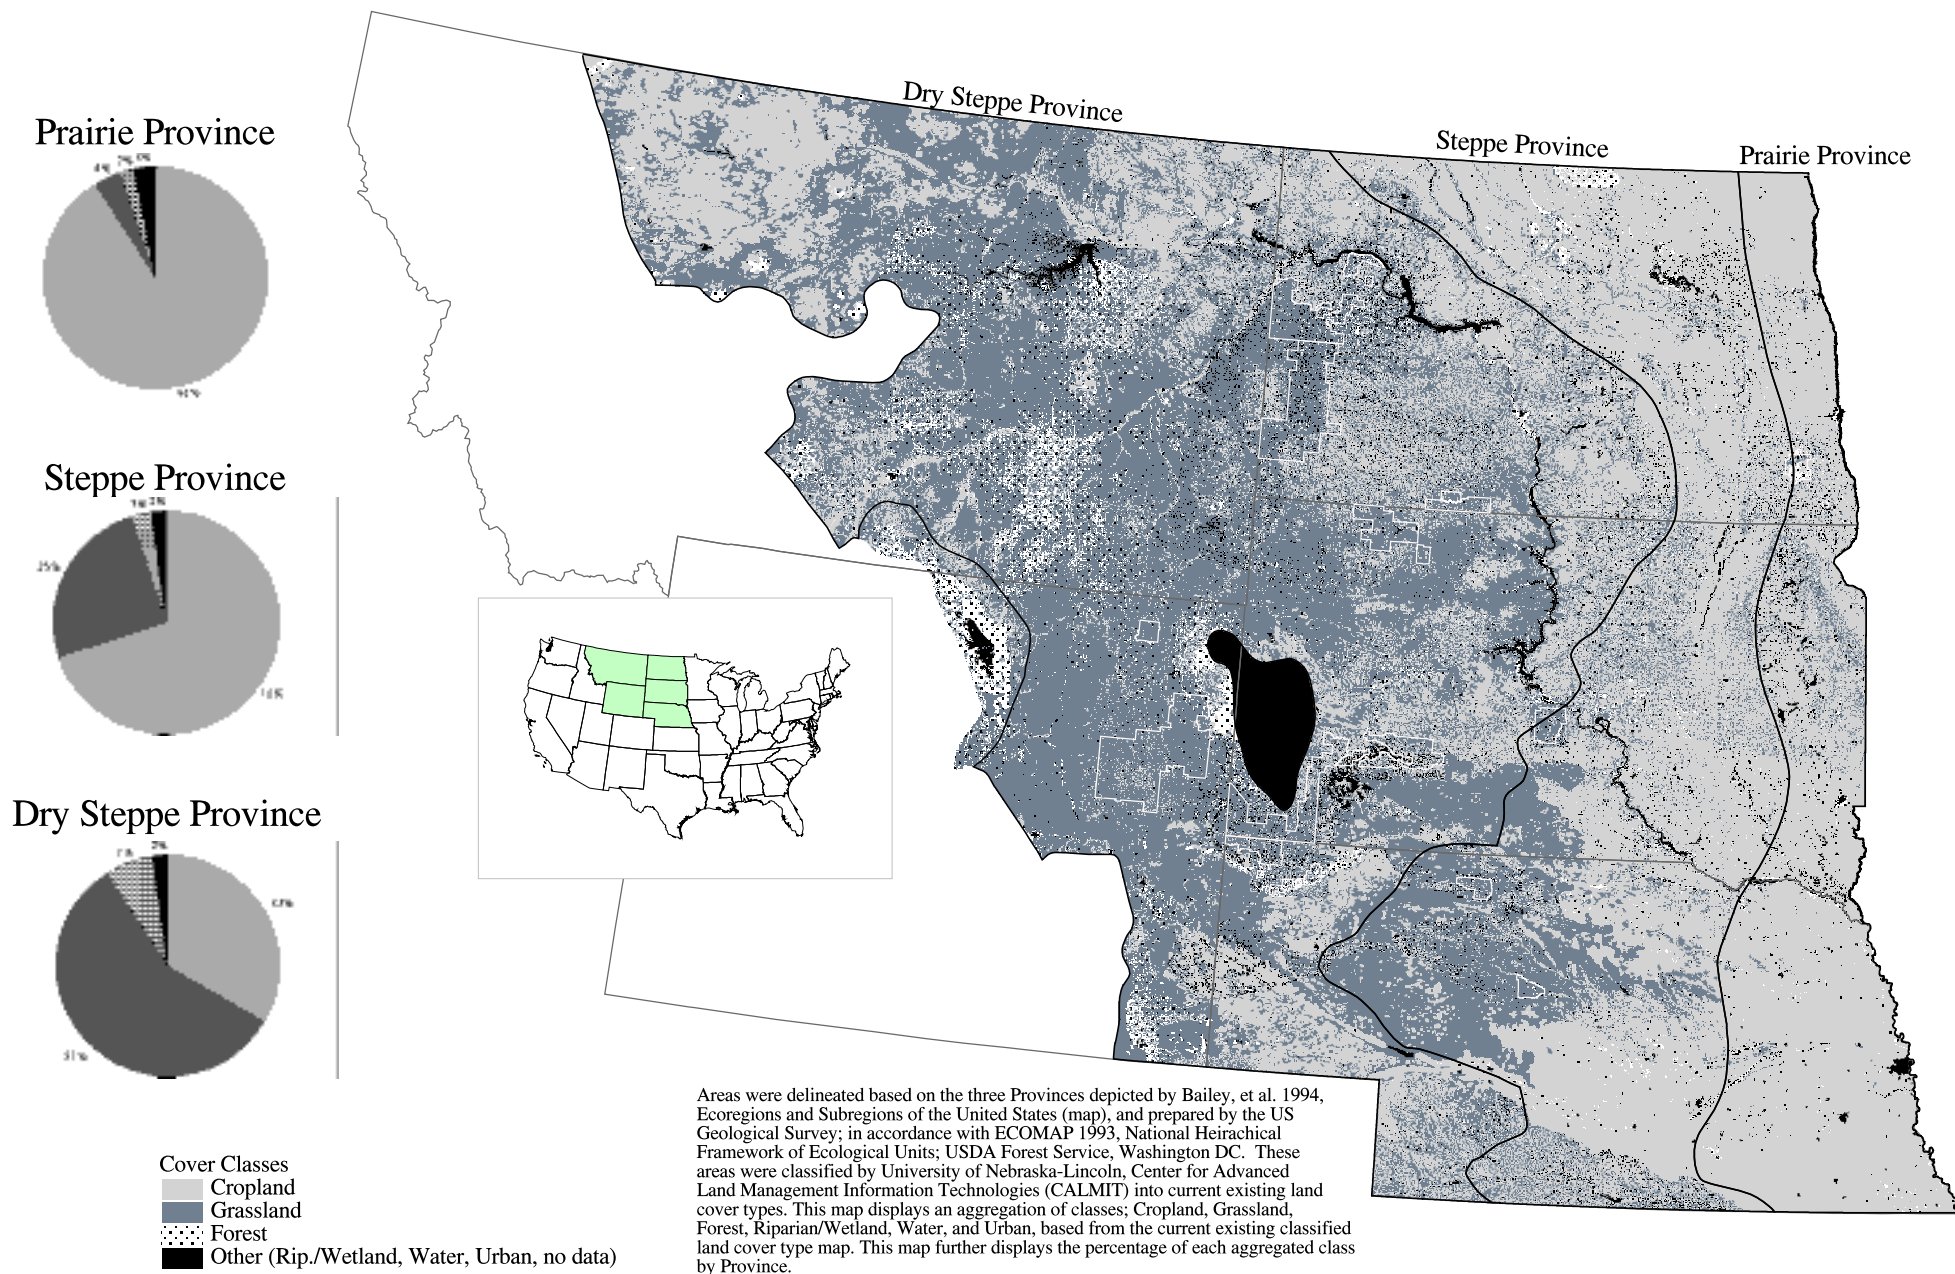 Dry Steppe Province
Steppe Province
Prairie Province
Prairie Province
4%
Steppe Province
25%
Dry Steppe Province
2%
Areas were delineated based on the three Provinces depicted by Bailey, et al. 1994,
Ecoregions and Subregions of the United States (map), and prepared by the US
Geological Survey; in accordance with ECOMAP 1993, National Heirachical
Framework of Ecological Units; USDA Forest Service, Washington DC. These
areas were classified by University of Nebraska-Lincoln, Center for Advanced
Land Management Information Technologies (CALMIT) into current existing land
cover types. This map displays an aggregation of classes; Cropland, Grassland,
Forest, Riparian/Wetland, Water, and Urban, based from the current existing classified
land cover type map. This map further displays the percentage of each aggregated class
by Province.
Cover Classes
Cropland
Grassland
Forest
Other (Rip./Wetland, Water, Urban, no data)